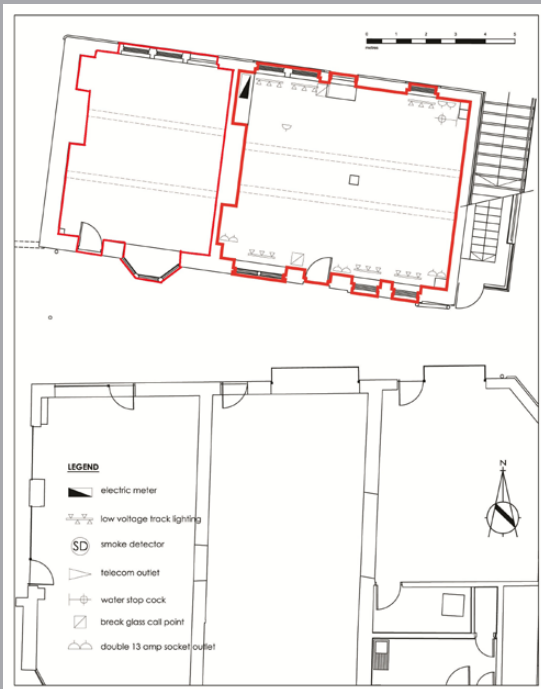 0 1 2 3 4 5
metres
LEGEND
N
electric meter
low voltage track lighting
SD smoke detector
telecom outlet
water stop cock
break glass call point
double 13 amp socket outlet